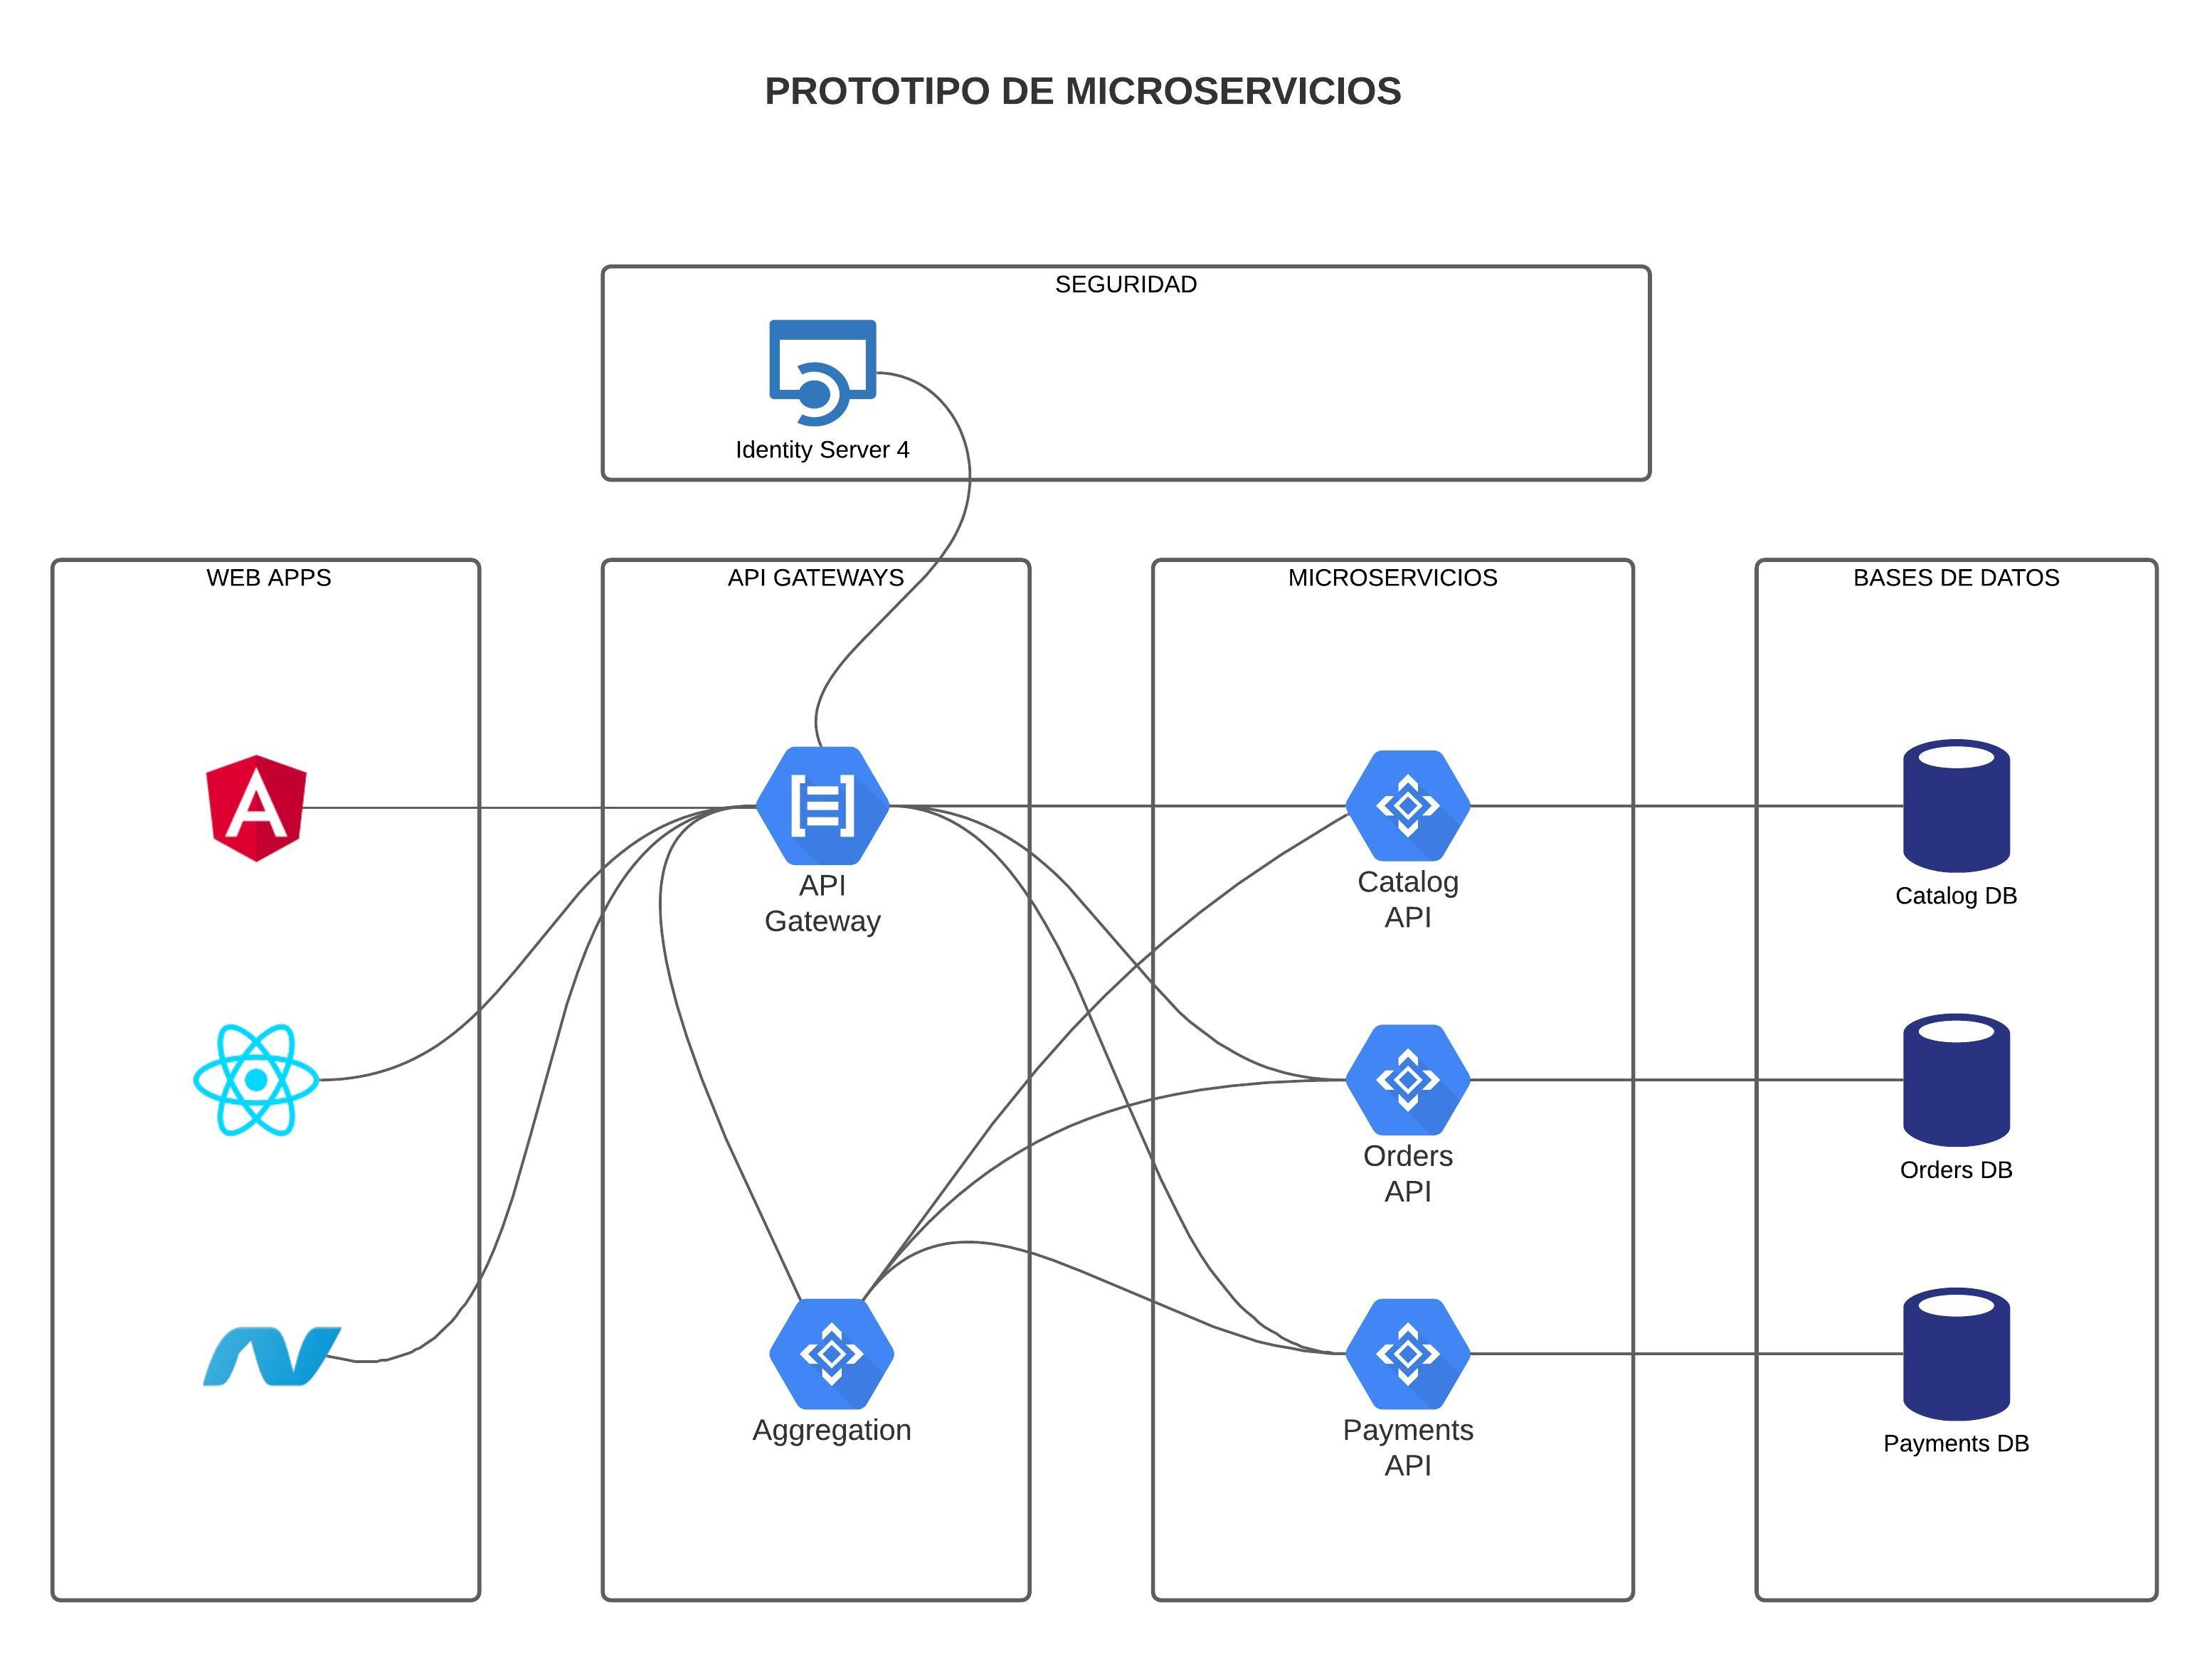 PROTOTIPO DE MICROSERVICIOS
SEGURIDAD
Identity Server 4
WEB APPS
API GATEWAYS
API
Gateway
Aggregation
MICROSERVICIOS
Catalog
API
Orders
API
Payments
API
BASES DE DATOS
Catalog DB
Orders DB
Payments DB